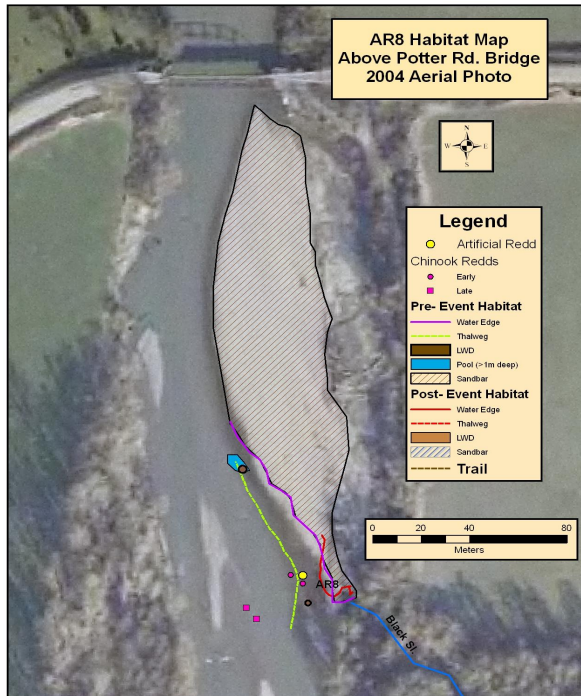 AR8 Habitat Map
Above Potter Rd. Bridge
2004 Aerial Photo
N
W E
S
Legend
Artificial Redd
Chinook Redds
Early
Late
Pre- Event Habitat
Water Edge
Thalweg
LWD
Pool (>1m deep)
Sandbar
Post- Event Habitat
Water Edge
Thalweg
LWD
Sandbar
Trail
0 20 40 80
Meters
AR8
Black Sl.